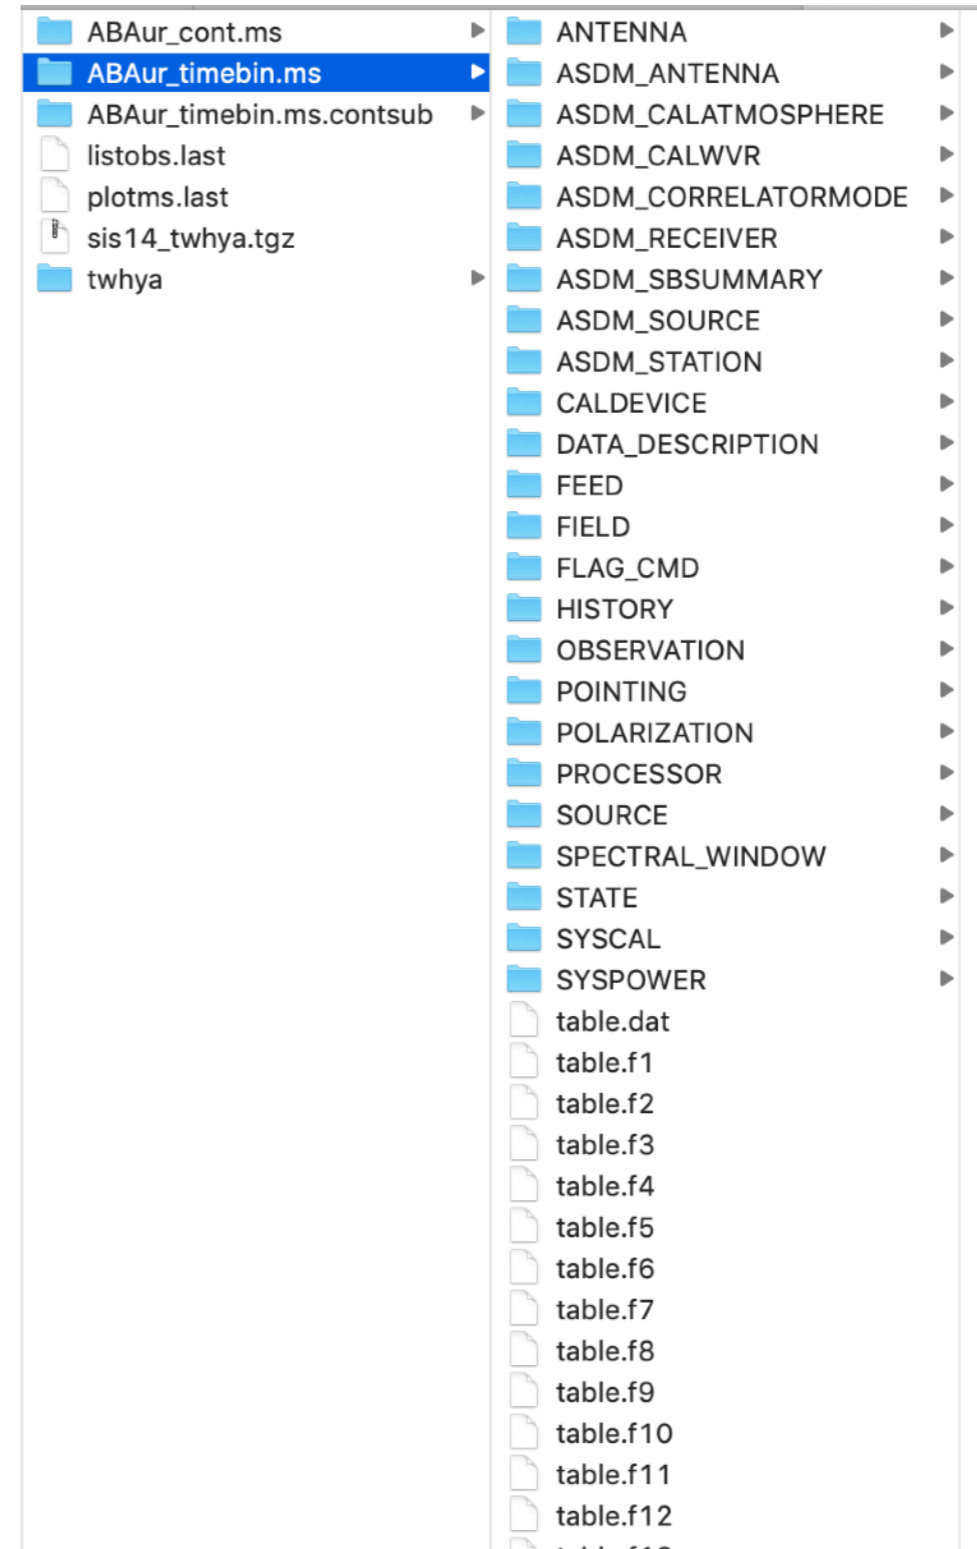 ABAur_cont.ms
ABAur_timebin.ms
ABAur_timebin.ms.contsub
listobs.last
plotms.last
sis14_twhya.tgz
twhya
ANTENNA
ASDM_ANTENNA
ASDM_CALATMOSPHERE
ASDM_CALWVR
ASDM_CORRELATORMODE
ASDM_RECEIVER
ASDM_SBSUMMARY
ASDM_SOURCE
ASDM_STATION
CALDEVICE
DATA_DESCRIPTION
FEED
FIELD
FLAG_CMD
HISTORY
OBSERVATION
POINTING
POLARIZATION
PROCESSOR
SOURCE
SPECTRAL_WINDOW
STATE
SYSCAL
SYSPOWER
table.dat
table.f1
table.f2
table.f3
table.f4
table.f5
table.f6
table.f7
table.f8
table.f9
table.f10
table.f11
table.f12